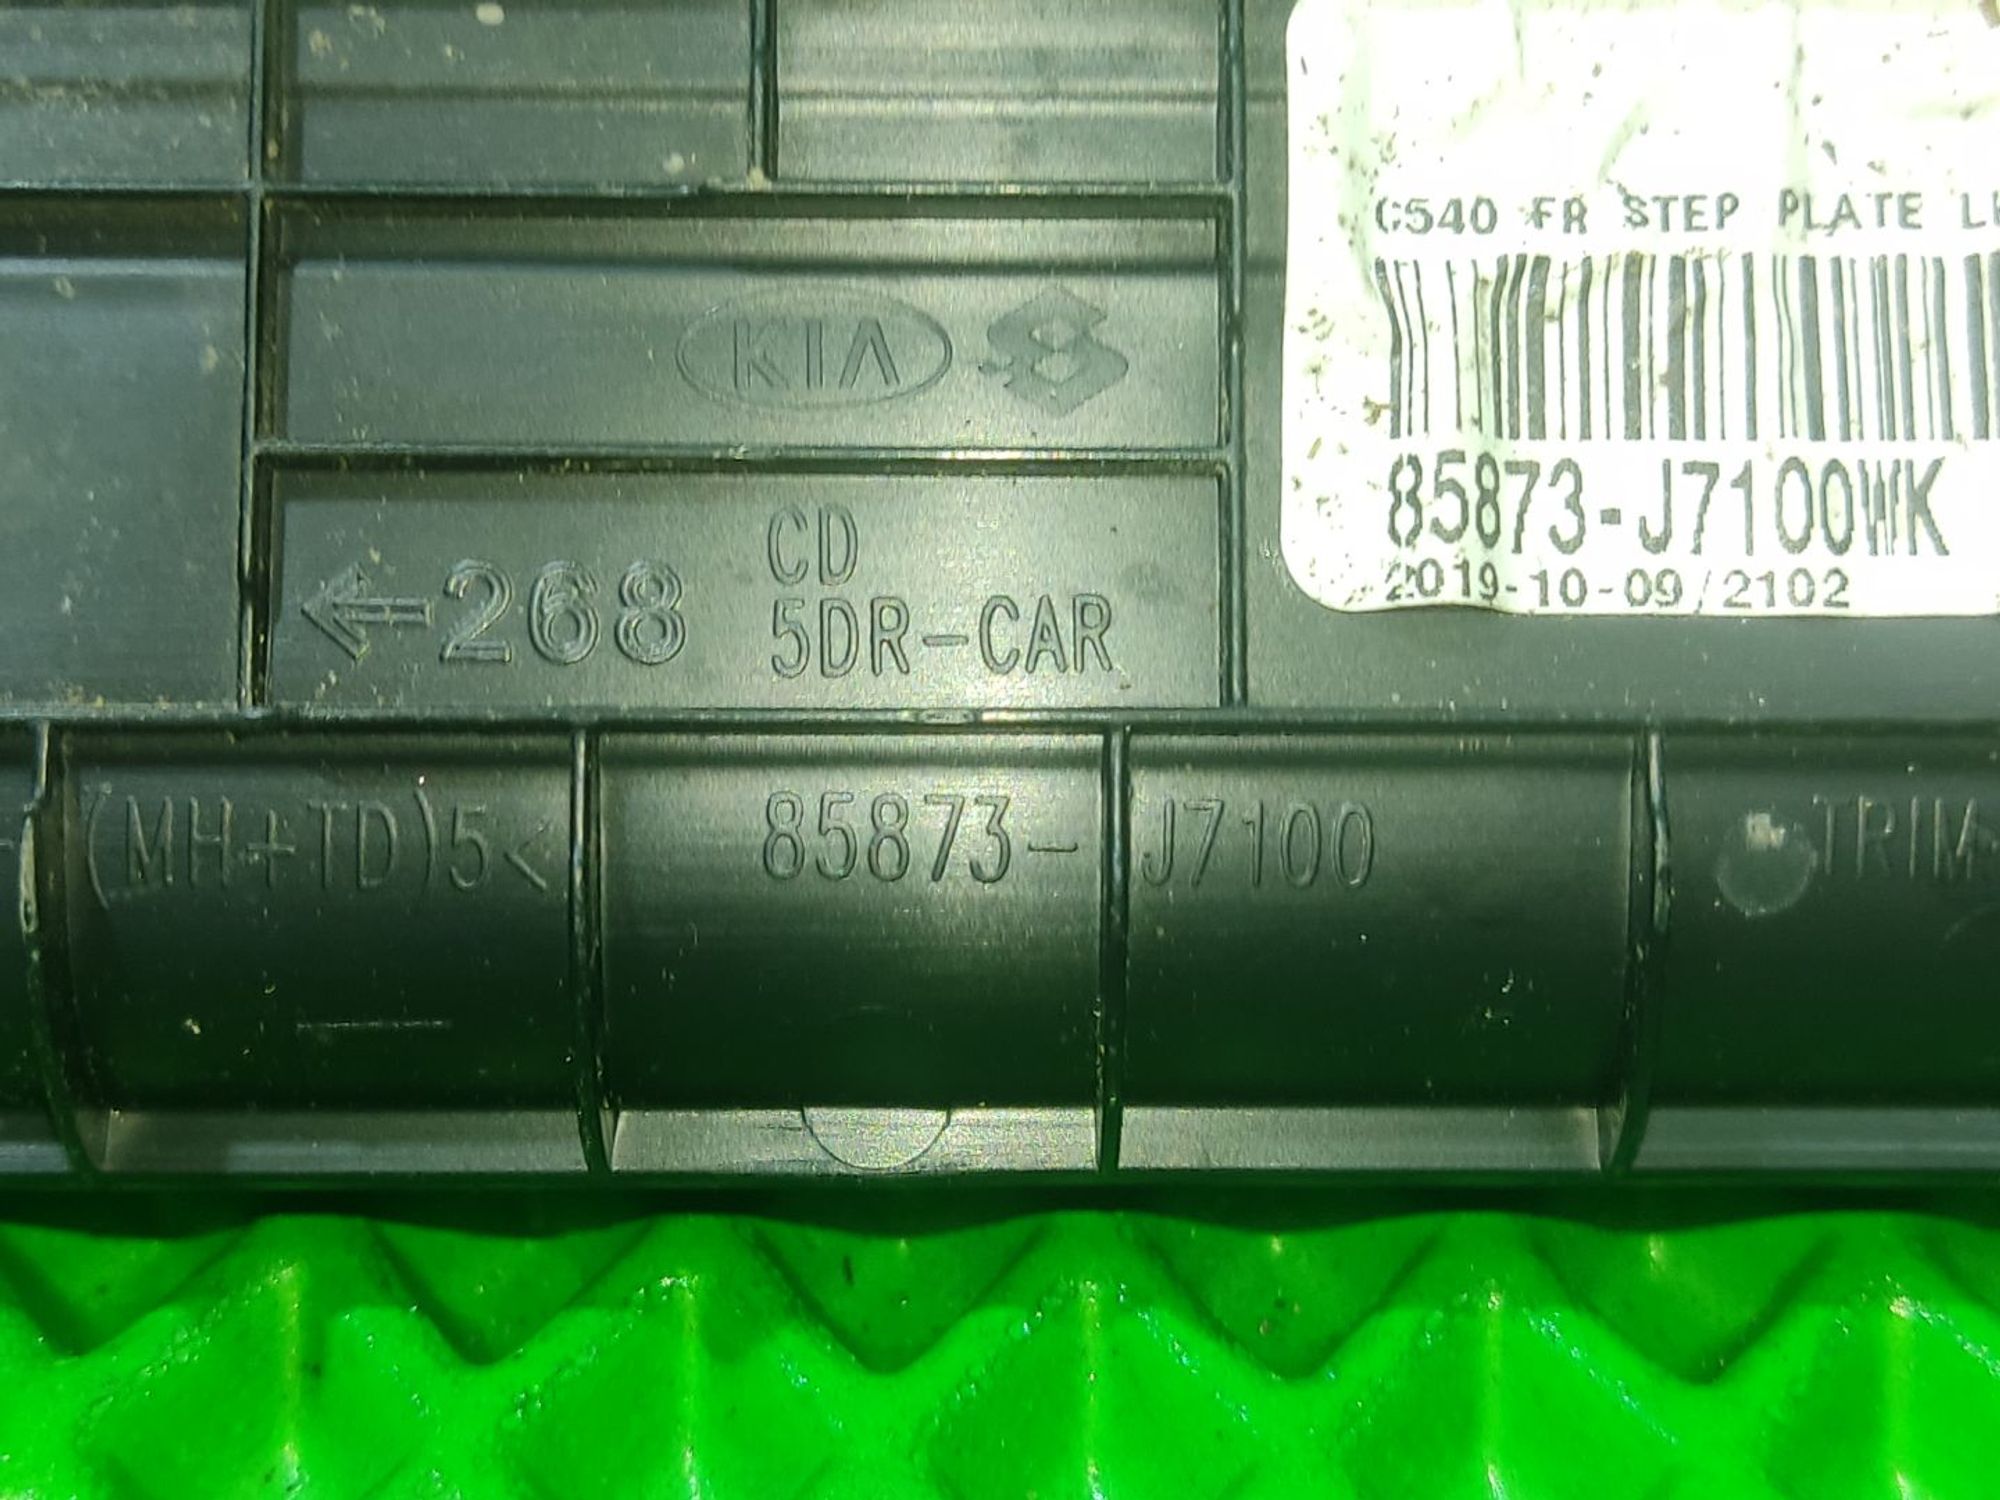 C540 FR STEP PLATE
85873-J7100WK
2019-10-09/2102
KIA
←268
CD
5DR-CAR
(MH+TD)5<
85873- J7100
TRIM